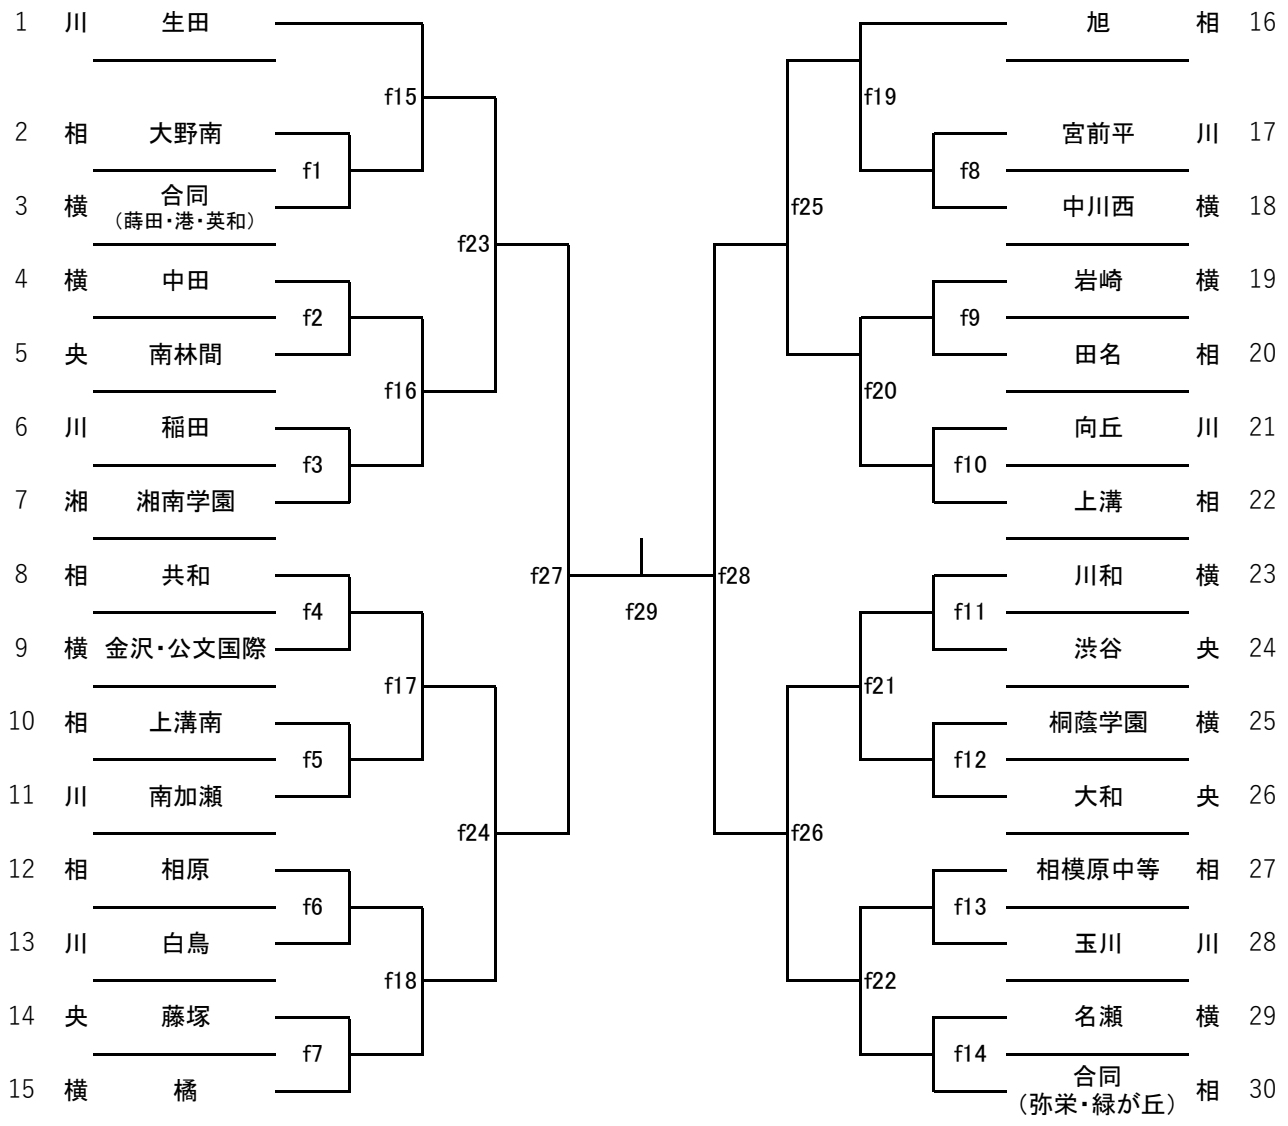 1 川 生田
f15
2 相 大野南
f1
3 横 合同
（蒔田・港・英和）
f23
4 横 中田
f2
5 央 南林間
f16
6 川 稲田
f3
7 湘 湘南学園
f27
8 相 共和
f4
9 横 金沢・公文国際
f17
10 相 上溝南
f5
11 川 南加瀬
f24
12 相 相原
f6
13 川 白鳥
f18
14 央 藤塚
f7
15 横 橘
f29
旭 相 16
f19
宮前平 川 17
f8
中川西 横 18
f25
岩崎 横 19
f9
田名 相 20
f20
向丘 川 21
f10
上溝 相 22
f28
川和 横 23
f11
渋谷 央 24
f21
桐蔭学園 横 25
f12
大和 央 26
f26
相模原中等 相 27
f13
玉川 川 28
f22
名瀬 横 29
f14
合同
（弥栄・緑が丘） 相 30